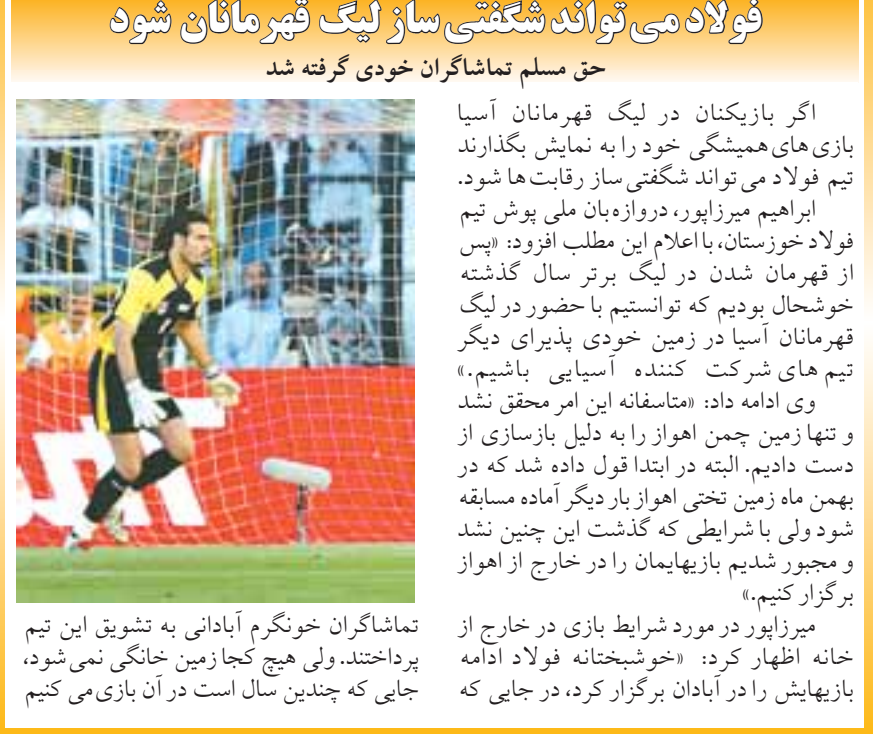 فولاد می تواند شگفتی ساز لیگ قهرمانان شود
حق مسلم تماشاگران خودی گرفته شد
اگر بازیکنان در لیگ قهرمانان آسیا
بازی های همیشگی خود را به نمایش بگذارند
تیم فولاد می تواند شگفتی ساز رقابت ها شود.
ابراهیم میرزاپور، دروازه بان ملی پوش تیم
فولاد خوزستان، با اعلام این مطلب افزود: «پس
از قهرمان شدن در لیگ برتر سال گذشته
خوشحال بودیم که توانستیم با حضور در لیگ
قهرمانان آسیا در زمین خودی پذیرای دیگر
تیم های شرکت کننده آسیایی باشیم.»
وی ادامه داد: «متاسفانه این امر محقق نشد
و تنها زمین چمن اهواز را به دلیل بازسازی از
دست دادیم. البته در ابتدا قول داده شد که در
بهمن ماه زمین تختی اهواز بار دیگر آماده مسابقه
شود ولی با شرایطی که گذشت این چنین نشد
و مجبور شدیم بازیهایمان را در خارج از اهواز
برگزار کنیم.»
میرزاپور در مورد شرایط بازی در خارج از
خانه اظهار کرد: «خوشبختانه فولاد ادامه
بازیهایش را در آبادان برگزار کرد، در جایی که
تماشاگران خونگرم آبادانی به تشویق این تیم
پرداختند. ولی هیچ کجا زمین خانگی نمی شود،
جایی که چندین سال است در آن بازی می کنیم